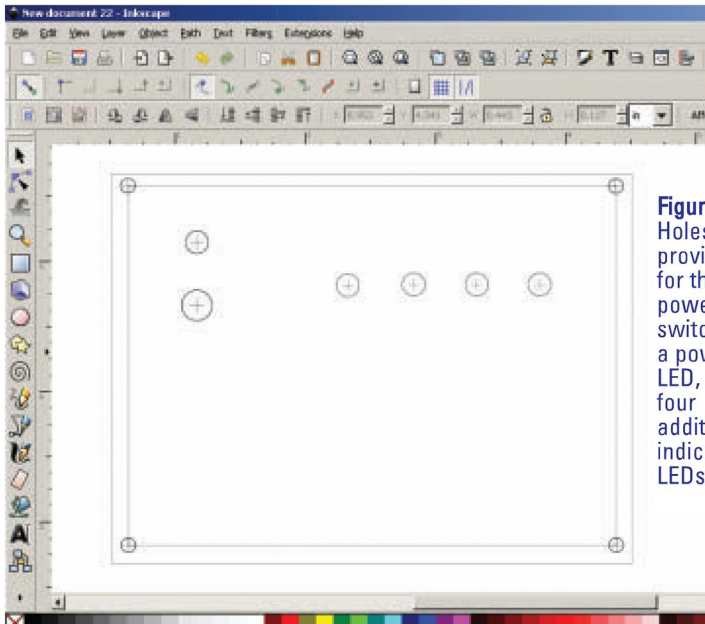 New document 22 - Inkscape
File Edit View Layer Object Path Text Filters Extensions Help
in
Figur
Holes
provi
for th
powe
switc
a pov
LED,
four
addit
indic
LEDs